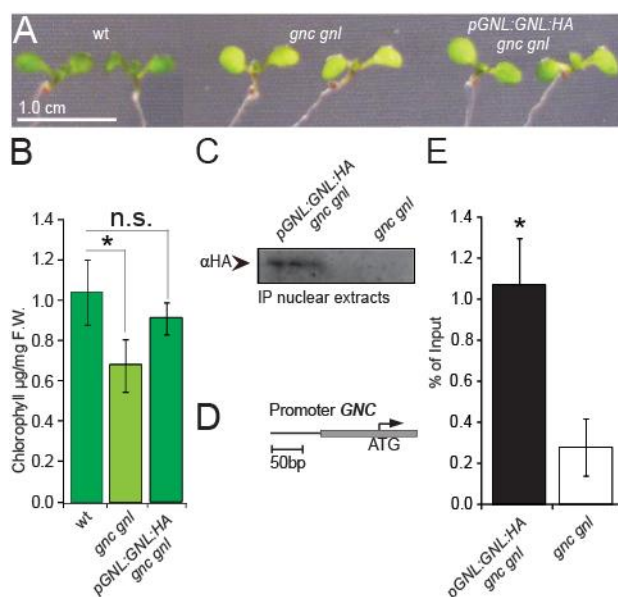 A
wt
gnc gnl
pGNL:GNL:HA
gnc gnl
1.0 cm
B
n.s.
*
Chlorophyll µg/mg F.W.
1.4
1.2
1.0
0.8
0.6
0.4
0.2
0.0
wt
gnc gnl
pGNL:GNL:HA
gnc gnl
C
pGNL:GNL:HA
gnc gnl
gnc gnl
αHA
IP nuclear extracts
D
Promoter GNC
ATG
50bp
E
*
% of Input
1.4
1.2
1.0
0.8
0.6
0.4
0.2
0.0
pGNL:GNL:HA
gnc gnl
gnc gnl